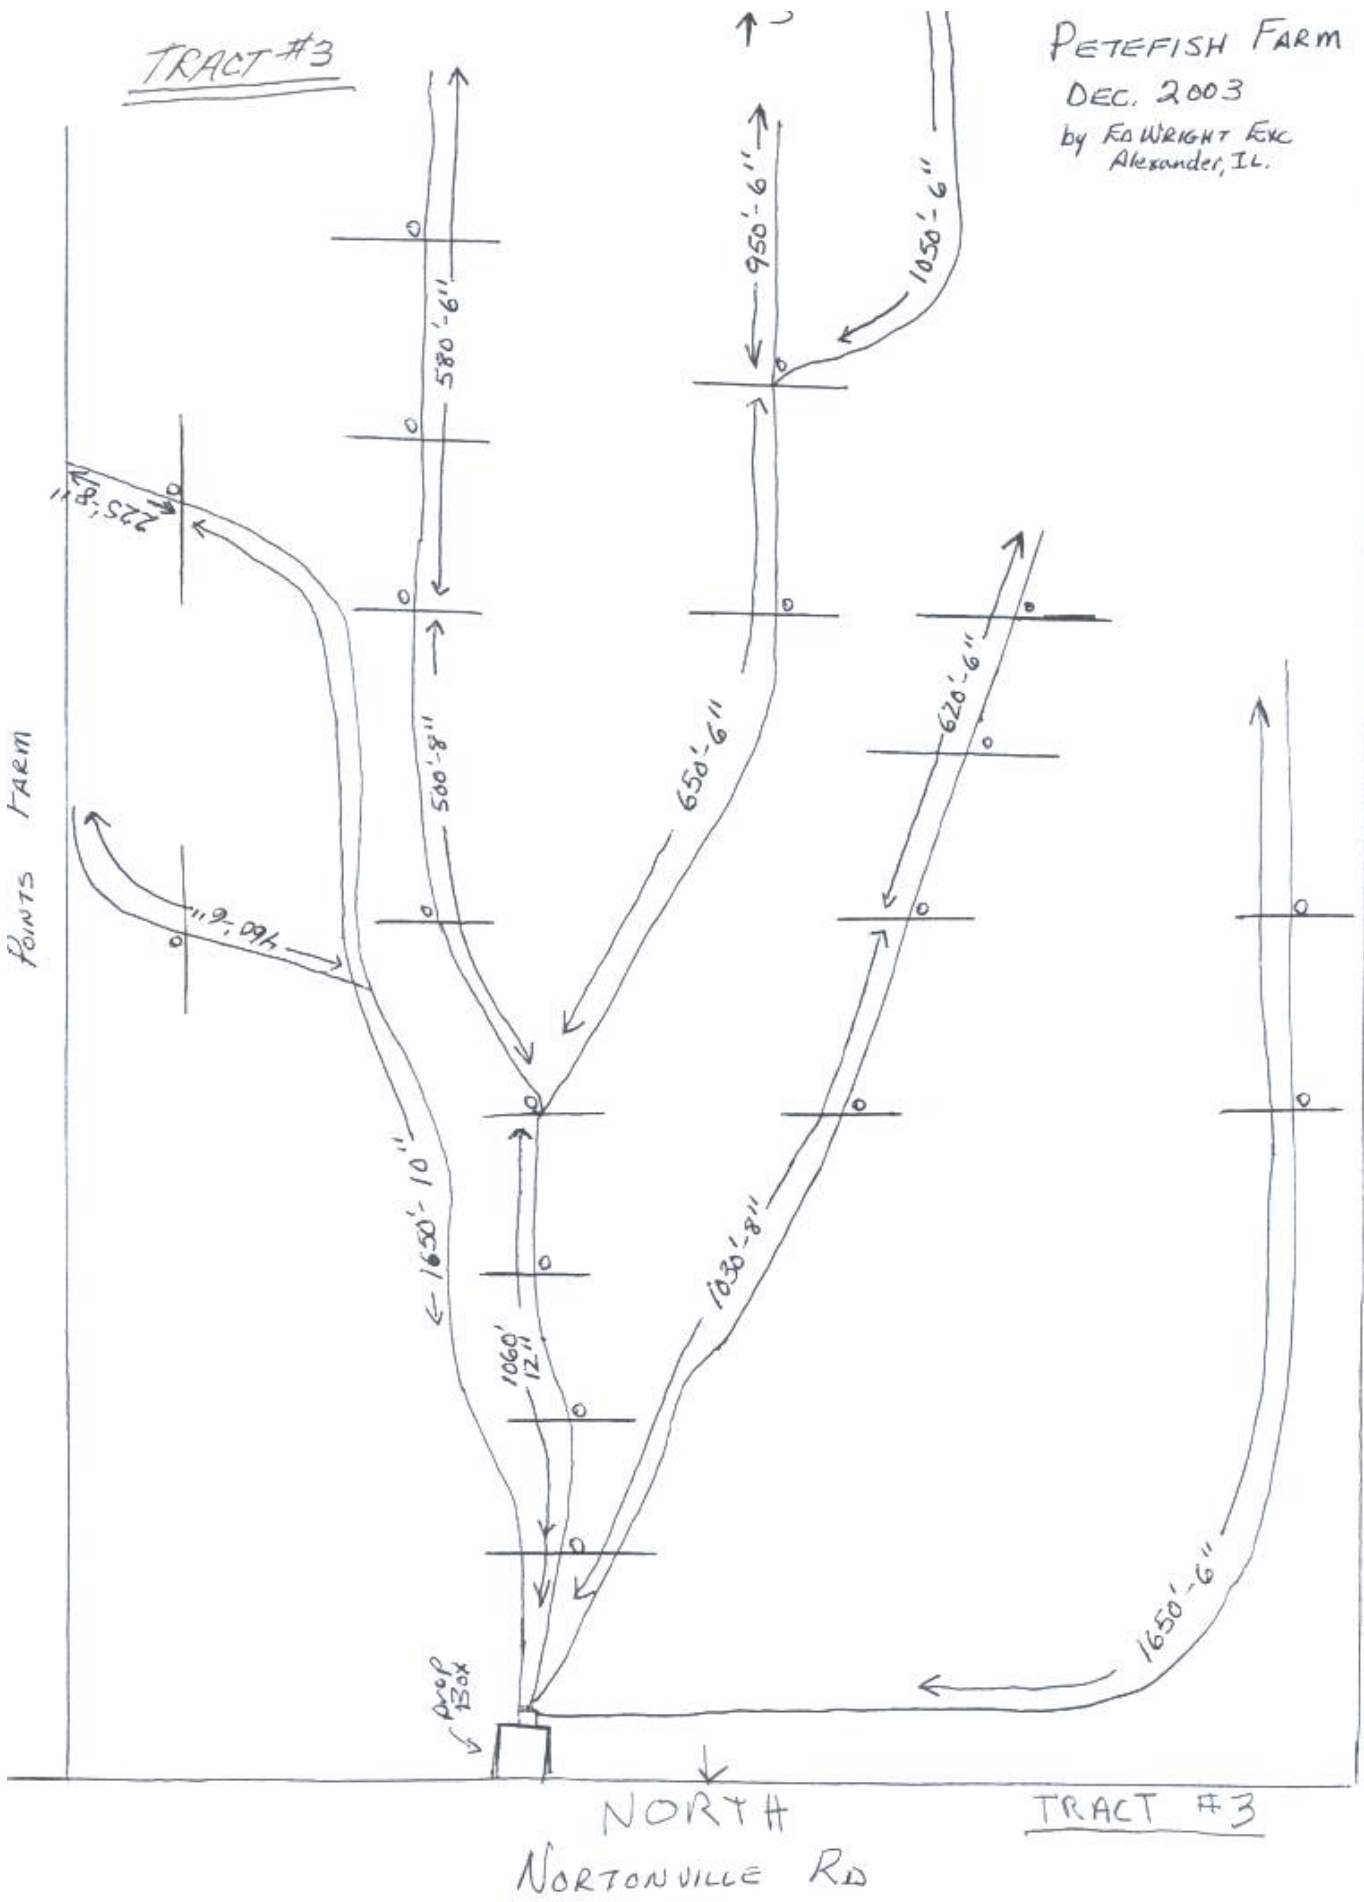 TRACT #3
PETEFISH FARM
DEC. 2003
by ED WRIGHT EXC
Alexander, IL.
950'-6"
1050'-6"
580'-6"
225'-8"
620'-6"
500'-8"
650'-6"
POINTS FARM
460'-6"
1650'-10"
1030'-8"
1060'
12"
1650'-6"
DROP
BOX
NORTH
TRACT #3
NORTONVILLE RD